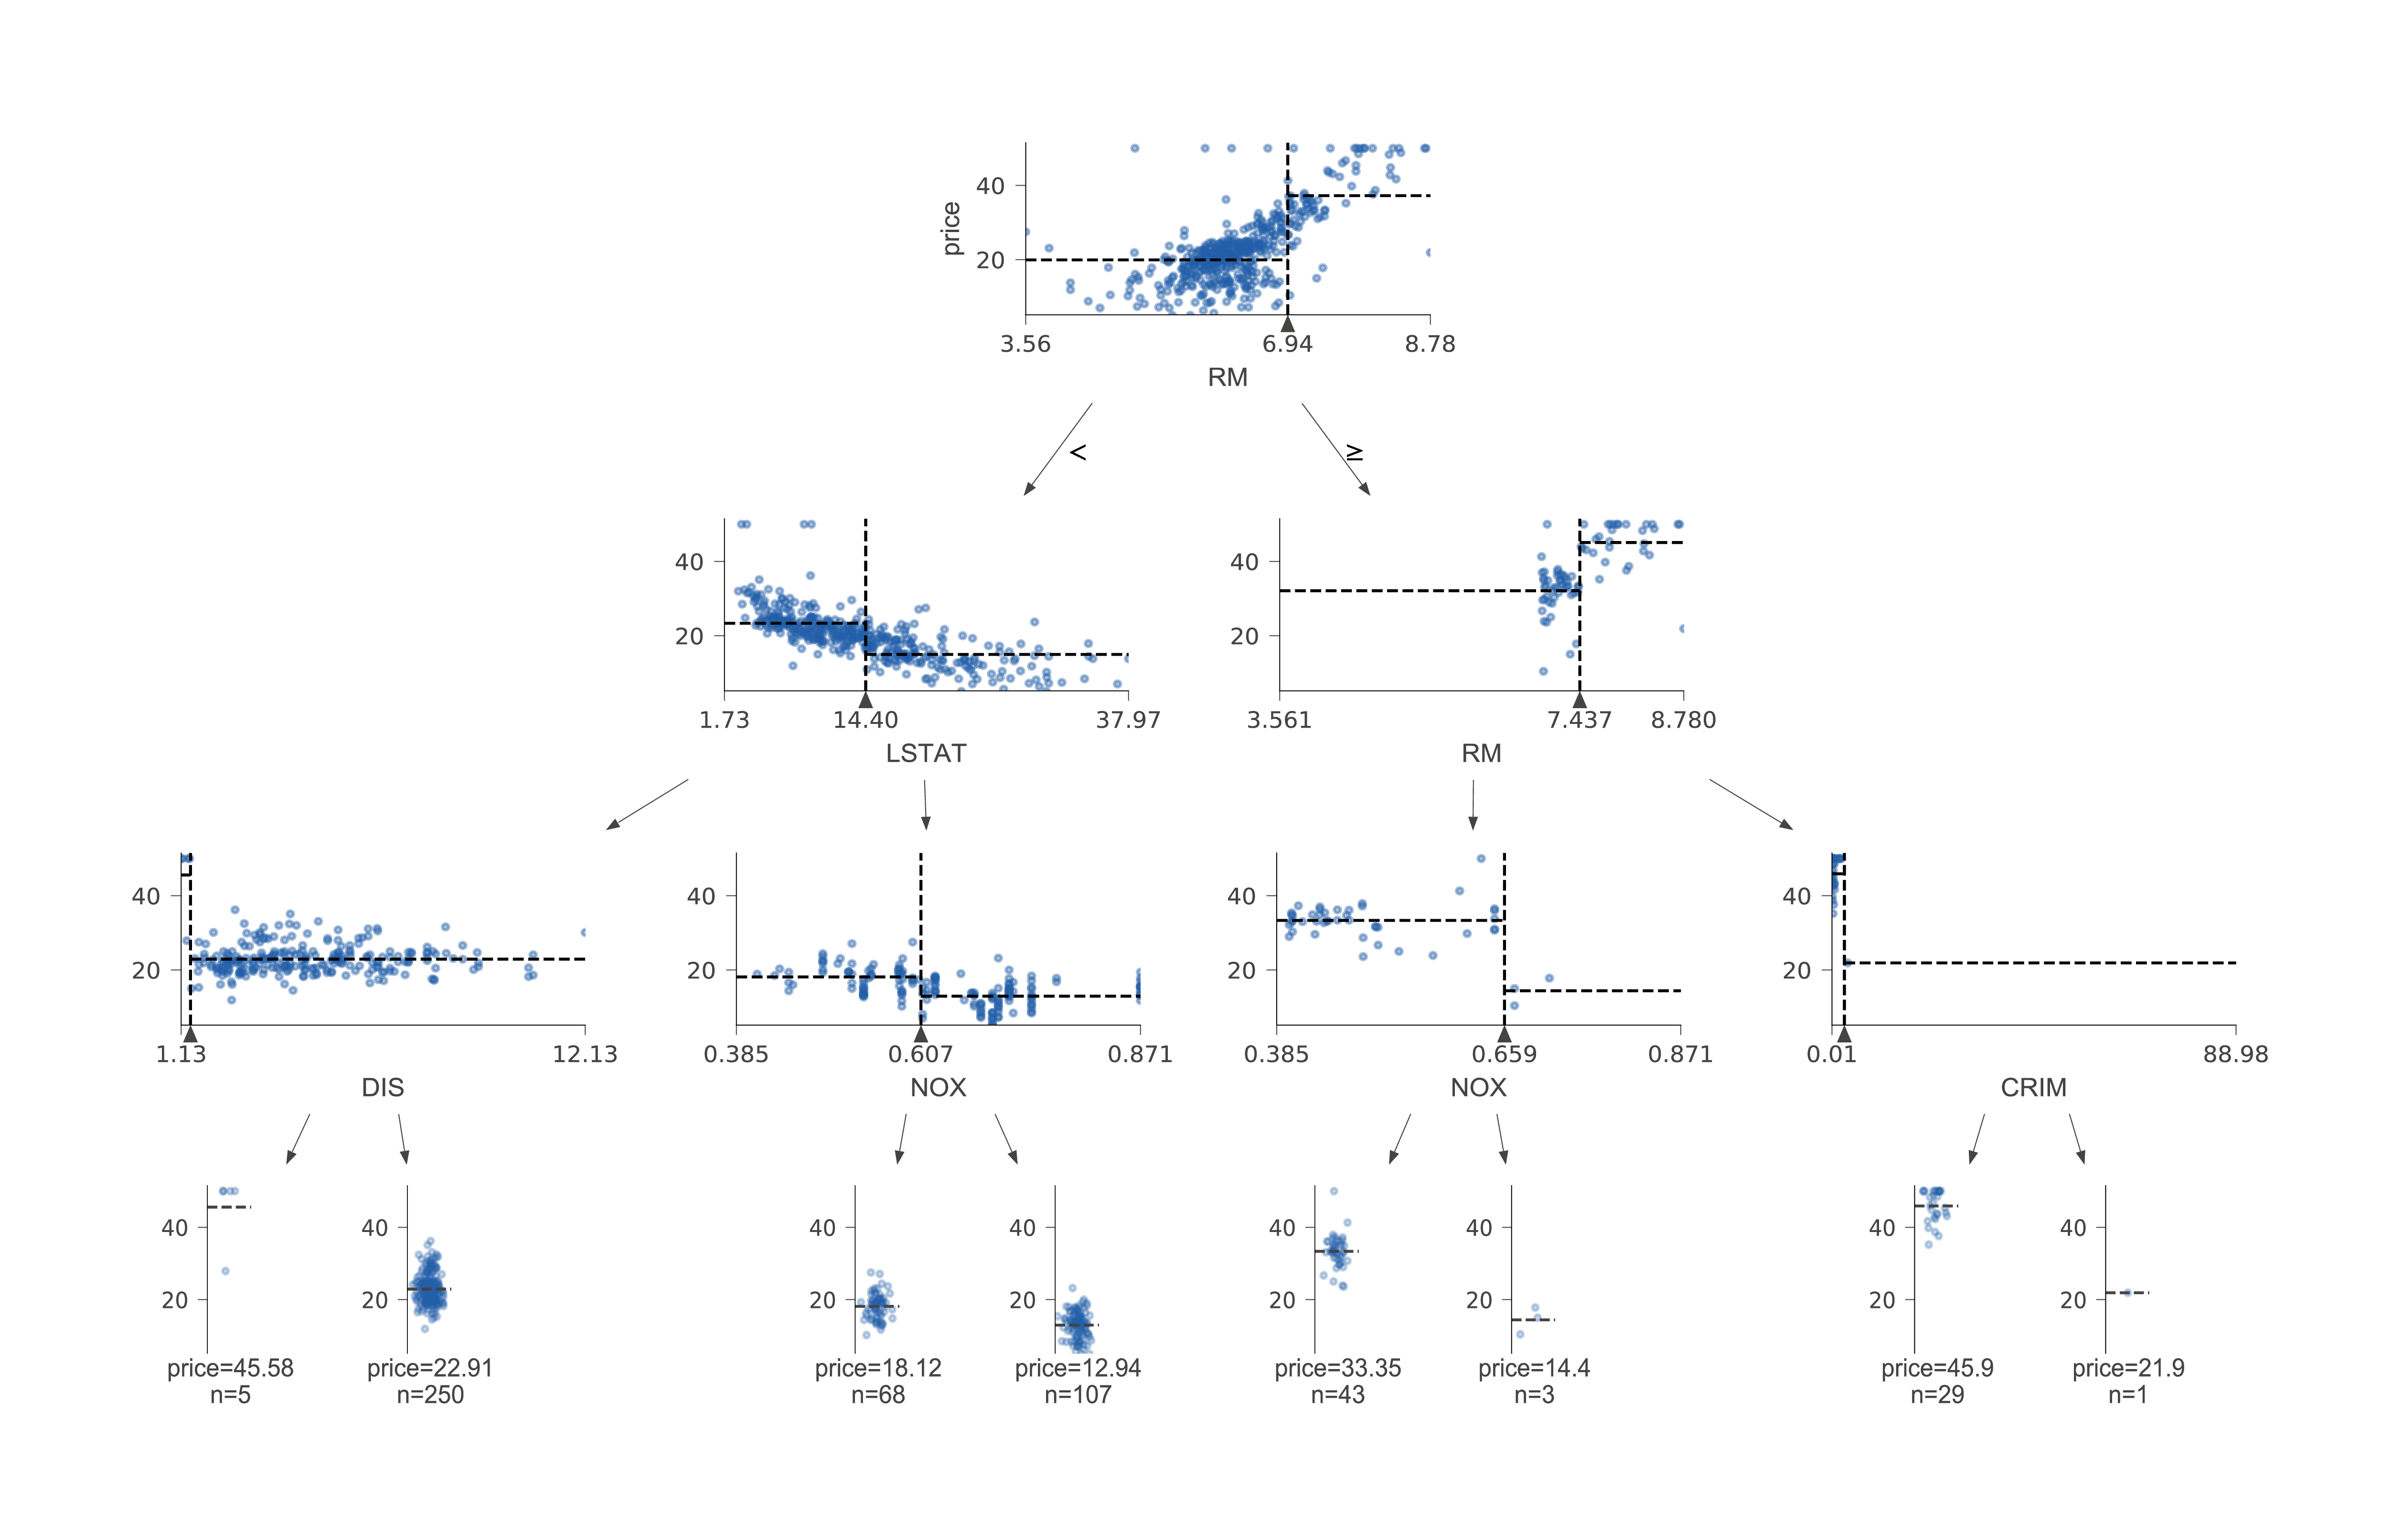 price
40
20
3.56 6.94 8.78
RM
< ≥
40
20
1.73 14.40 37.97
LSTAT
40
20
3.561 7.437 8.780
RM
40
20
1.13 12.13
DIS
40
20
0.385 0.607 0.871
NOX
40
20
0.385 0.659 0.871
NOX
40
20
0.01 88.98
CRIM
40
20
price=45.58
n=5
40
20
price=22.91
n=250
40
20
price=18.12
n=68
40
20
price=12.94
n=107
40
20
price=33.35
n=43
40
20
price=14.4
n=3
40
20
price=45.9
n=29
40
20
price=21.9
n=1